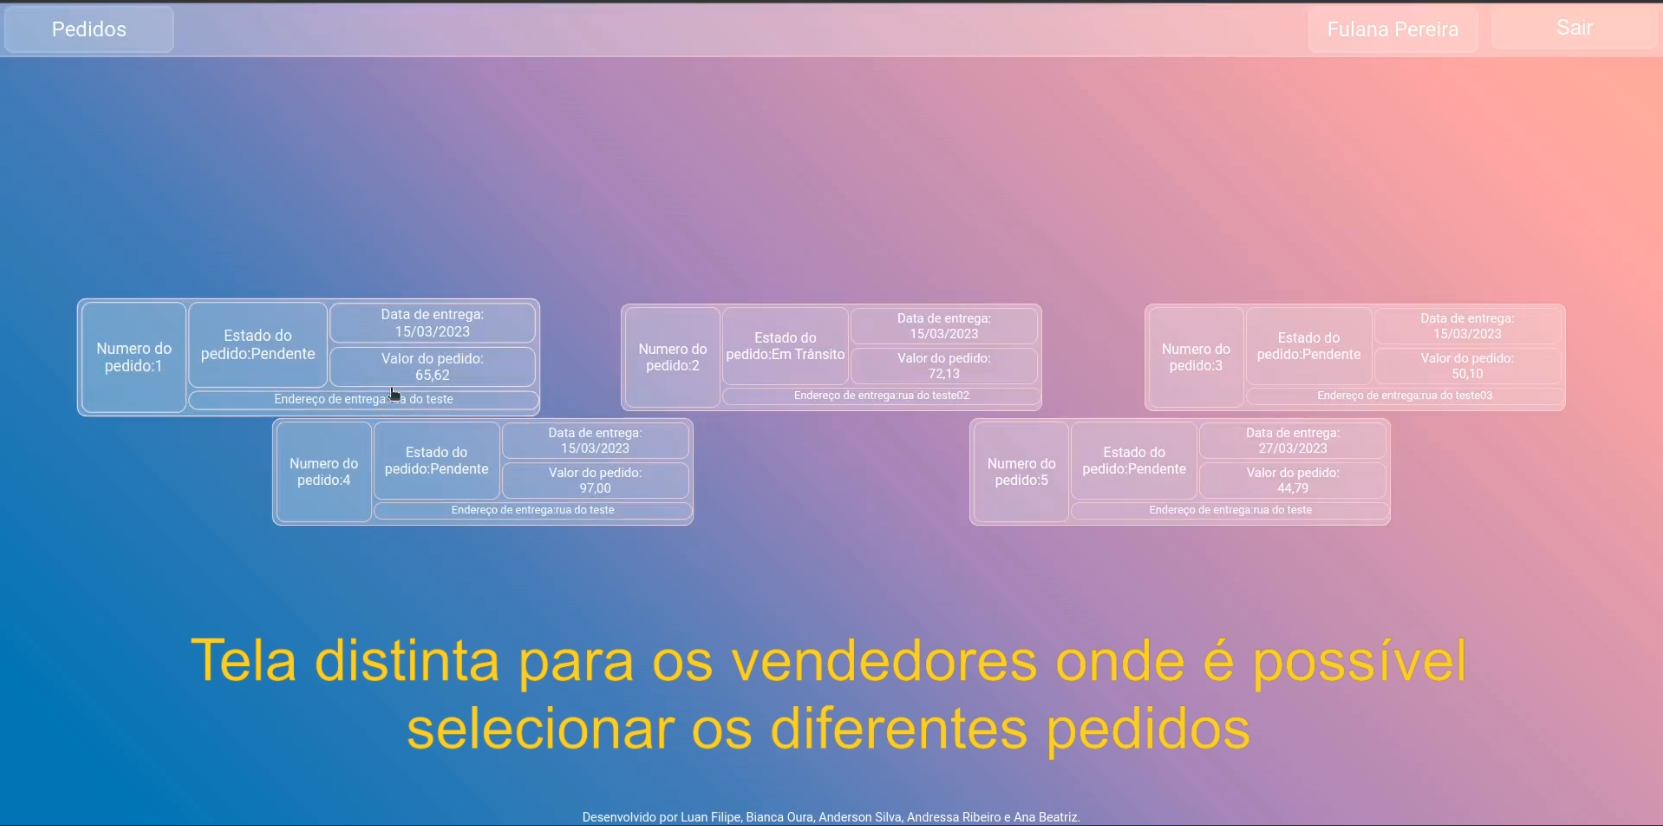 Pedidos
Fulana Pereira
Sair
Numero do
pedido:1
Estado do
pedido:Pendente
Data de entrega:
15/03/2023
Valor do pedido:
65,62
Endereço de entrega:rua do teste
Numero do
pedido:2
Estado do
pedido:Em Trânsito
Data de entrega:
15/03/2023
Valor do pedido:
72,13
Endereço de entrega:rua do teste02
Numero do
pedido:3
Estado do
pedido:Pendente
Data de entrega:
15/03/2023
Valor do pedido:
50,10
Endereço de entrega:rua do teste03
Numero do
pedido:4
Estado do
pedido:Pendente
Data de entrega:
15/03/2023
Valor do pedido:
97,00
Endereço de entrega:rua do teste
Numero do
pedido:5
Estado do
pedido:Pendente
Data de entrega:
27/03/2023
Valor do pedido:
44,79
Endereço de entrega:rua do teste
Tela distinta para os vendedores onde é possível
selecionar os diferentes pedidos
Desenvolvido por Luan Filipe, Bianca Oura, Anderson Silva, Andressa Ribeiro e Ana Beatriz.